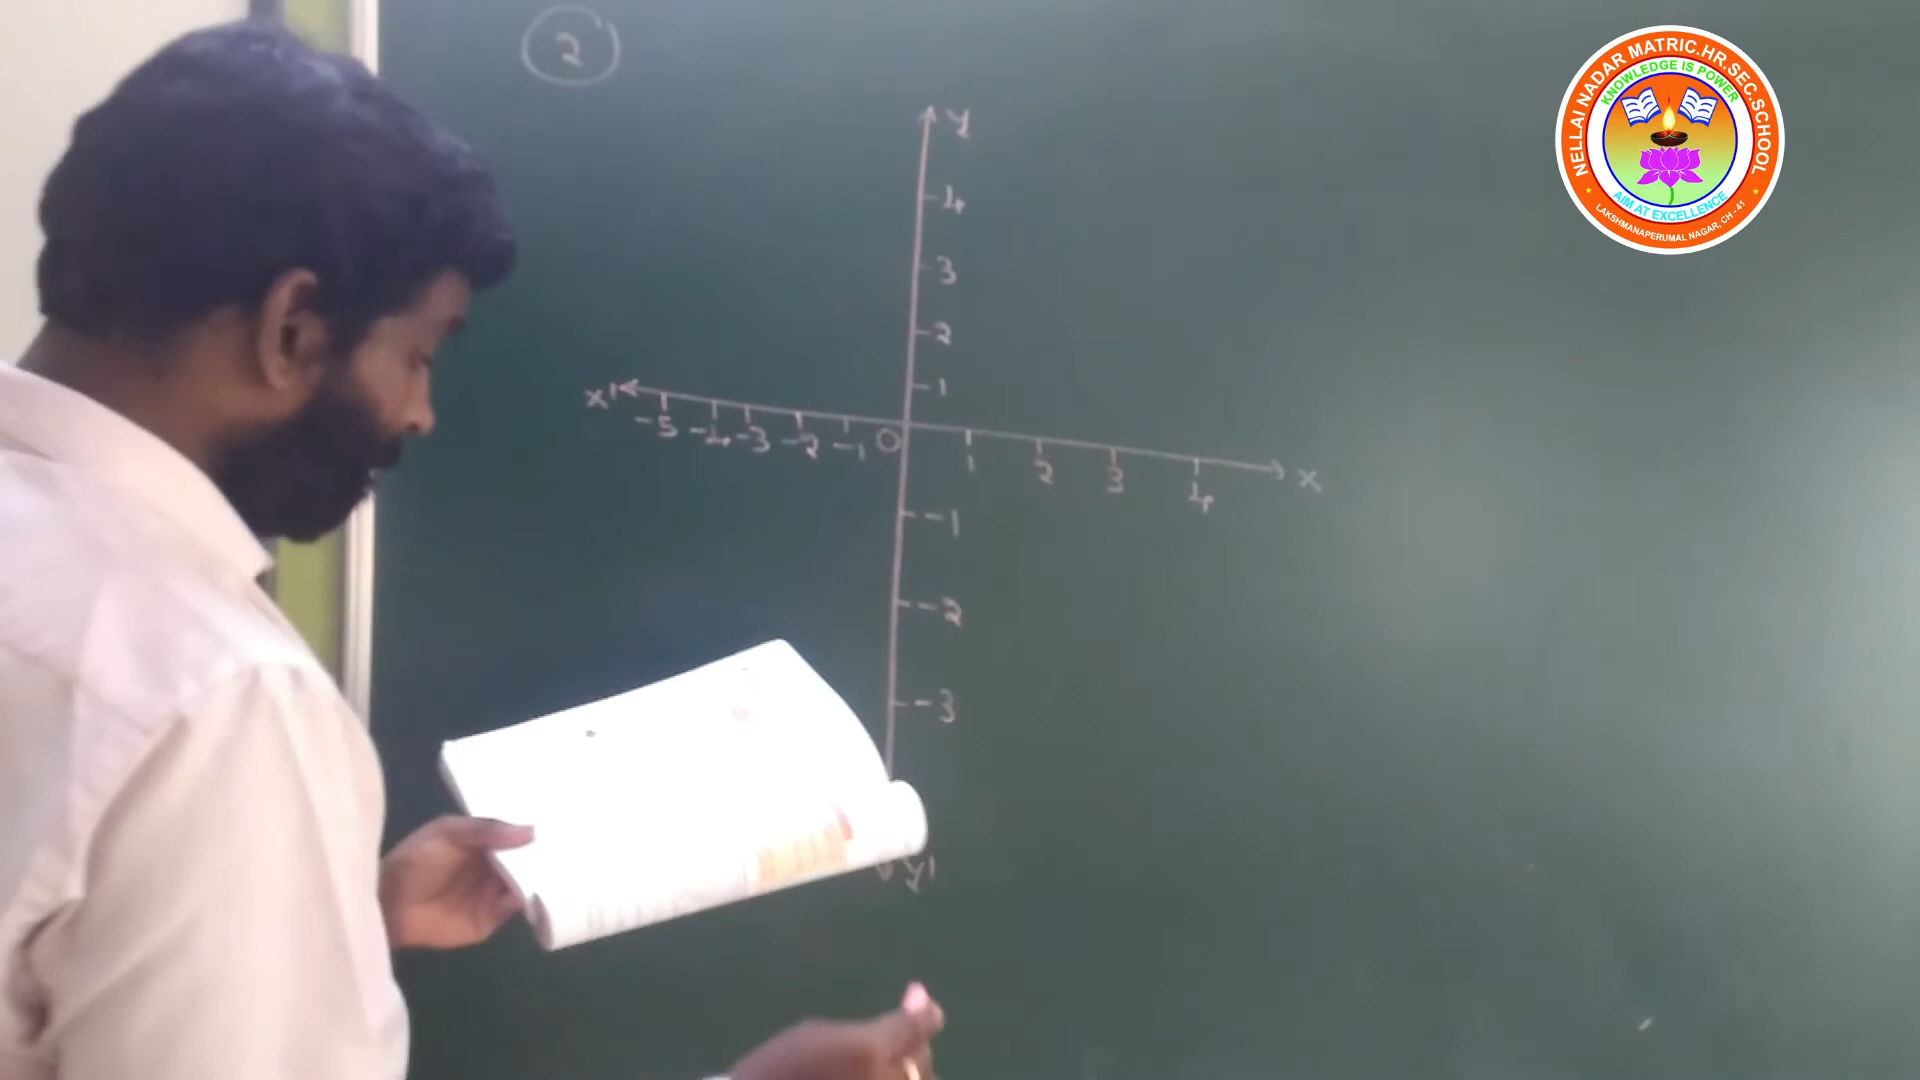 2
Y
4
3
2
1
X'
-5 -4 -3 -2 -1 0 1 2 3 4
X
-1
-2
-3
Y'
NELLAI NADAR MATRIC.HR.SEC.SCHOOL
KNOWLEDGE IS POWER
AIM AT EXCELLENCE
LAKSHMANAPERUMAL NAGAR, CH - 41